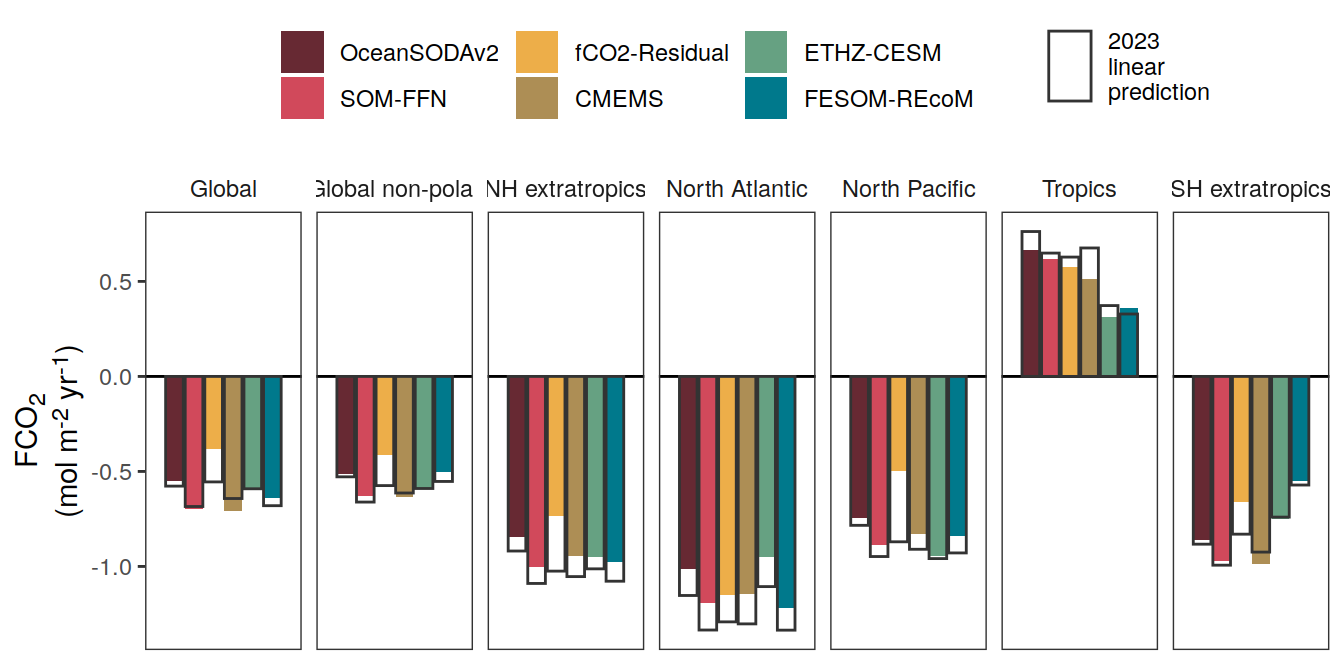 OceanSODAv2
fCO2-Residual
ETHZ-CESM
SOM-FFN
CMEMS
FESOM-REcoM
2023
linear
prediction
Global
Global non-pola
NH extratropics
North Atlantic
North Pacific
Tropics
SH extratropics
0.5
0.0
-0.5
-1.0
FCO₂
(mol m⁻² yr⁻¹)